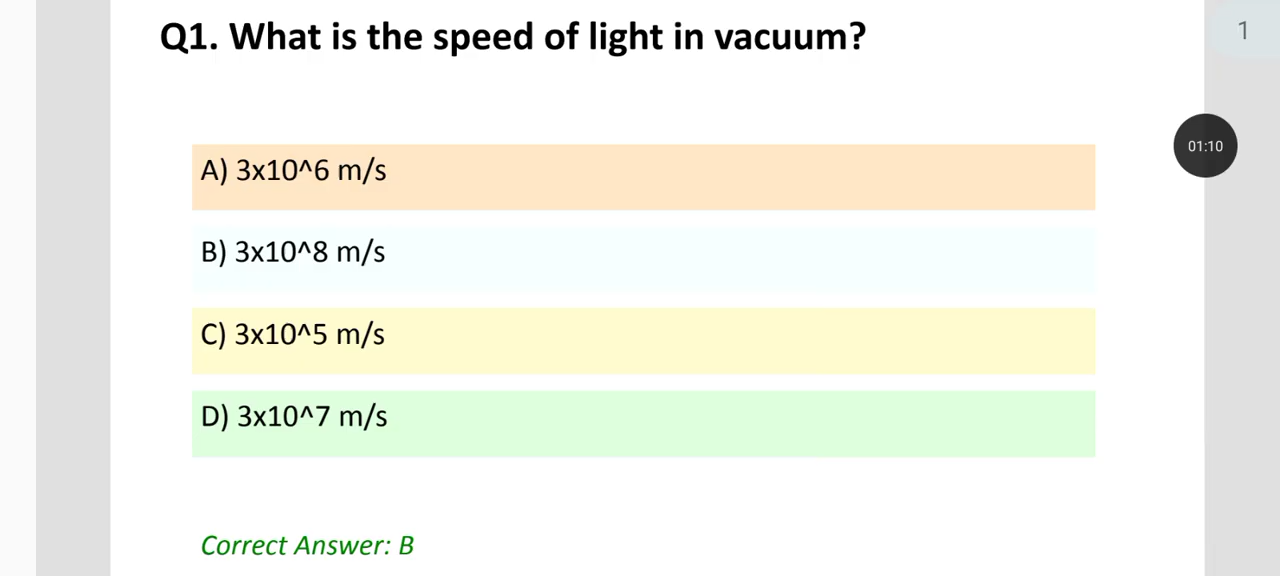 Q1. What is the speed of light in vacuum?
1
01:10
A) 3x10^6 m/s
B) 3x10^8 m/s
C) 3x10^5 m/s
D) 3x10^7 m/s
Correct Answer: B